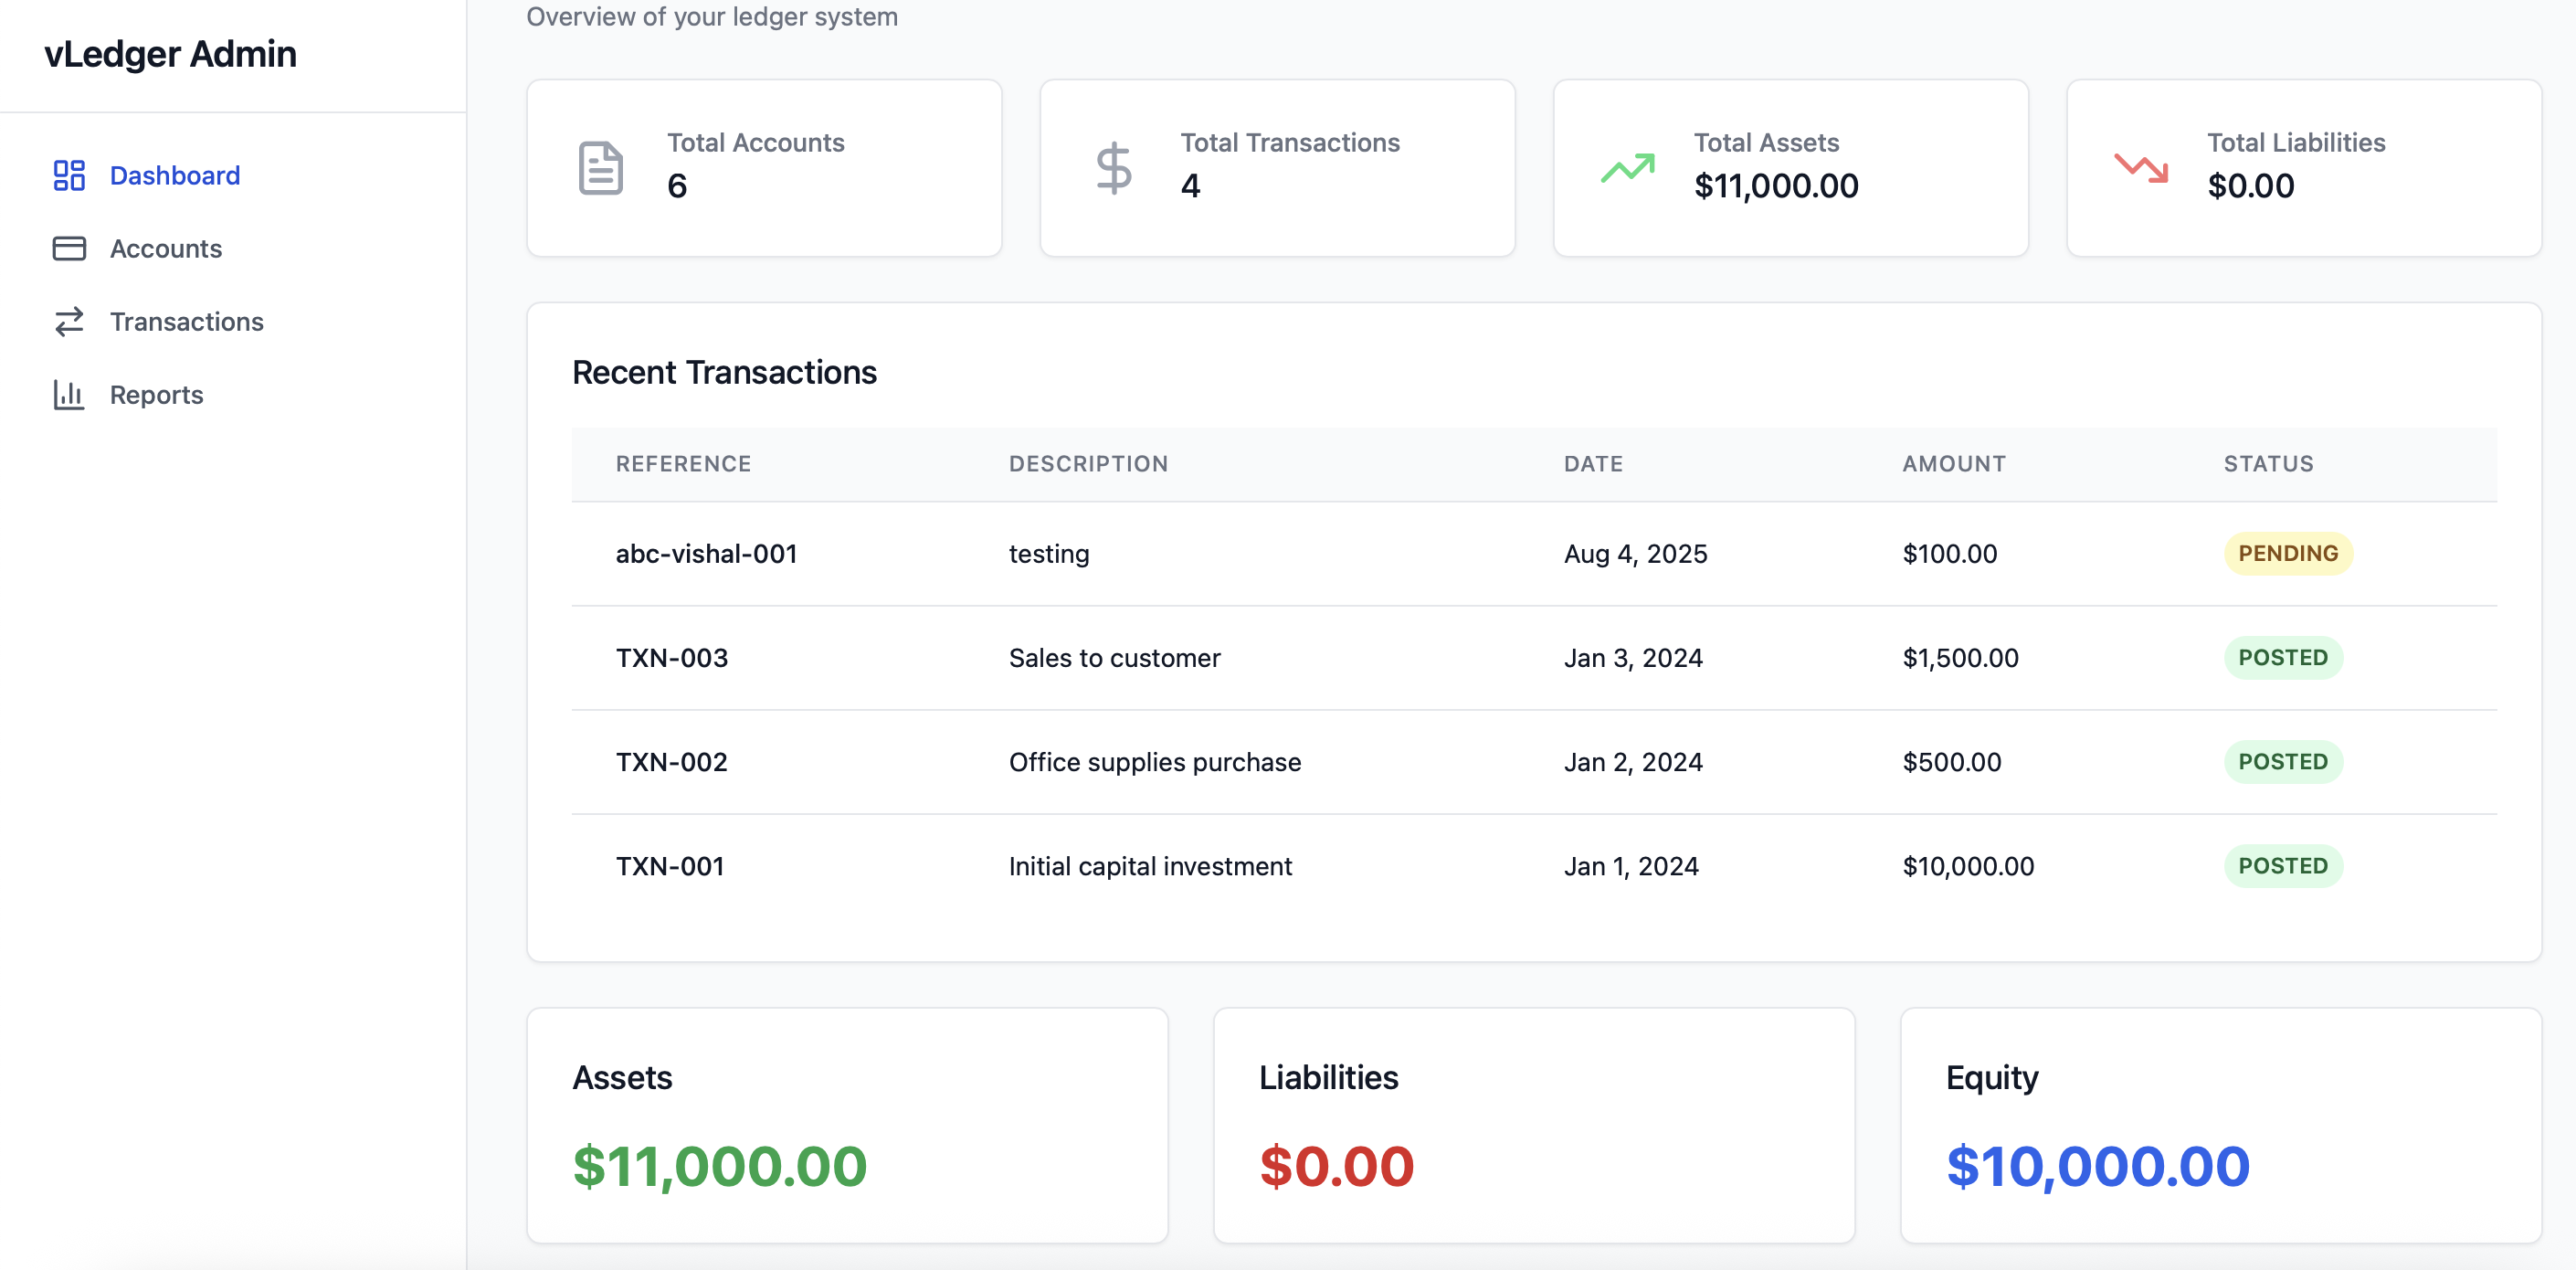 vLedger Admin
Dashboard
Accounts
Transactions
Reports
Overview of your ledger system
Total Accounts
6
Total Transactions
4
Total Assets
$11,000.00
Total Liabilities
$0.00
Recent Transactions
REFERENCE DESCRIPTION DATE AMOUNT STATUS
abc-vishal-001 testing Aug 4, 2025 $100.00 PENDING
TXN-003 Sales to customer Jan 3, 2024 $1,500.00 POSTED
TXN-002 Office supplies purchase Jan 2, 2024 $500.00 POSTED
TXN-001 Initial capital investment Jan 1, 2024 $10,000.00 POSTED
Assets
$11,000.00
Liabilities
$0.00
Equity
$10,000.00